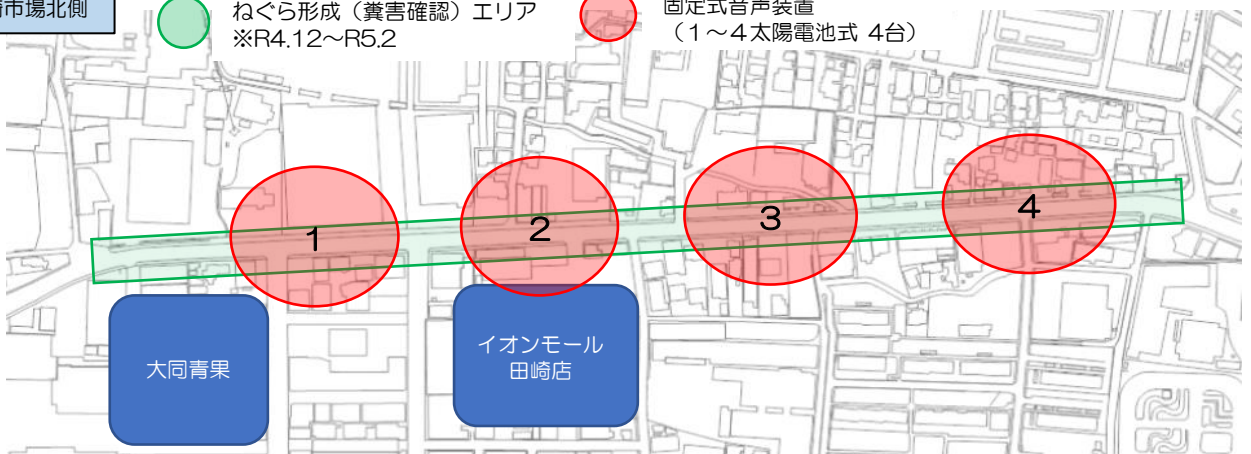 市場北側
ねぐら形成（糞害確認）エリア
※R4.12～R5.2
固定式音声装置
（１～４太陽電池式 4台）
1
2
3
4
大同青果
イオンモール
田崎店